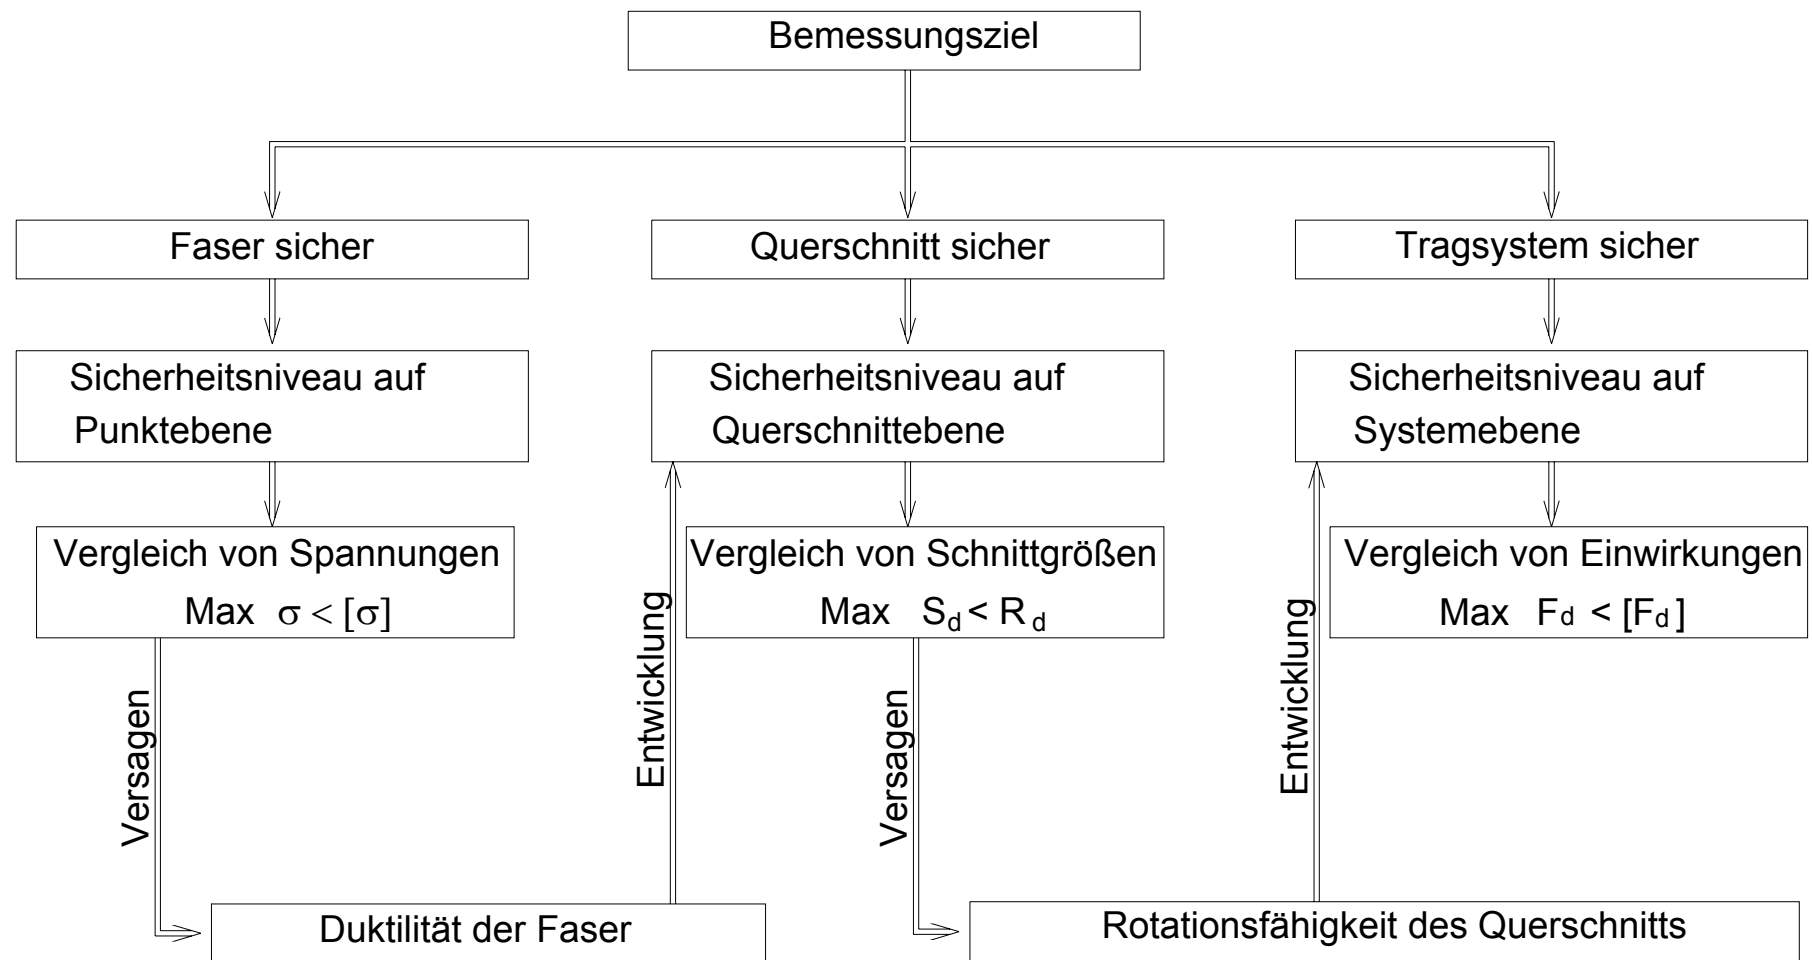 Bemessungsziel
Faser sicher
Querschnitt sicher
Tragsystem sicher
Sicherheitsniveau auf
Punktebene
Sicherheitsniveau auf
Querschnittebene
Sicherheitsniveau auf
Systemebene
Vergleich von Spannungen
Max σ < [σ]
Vergleich von Schnittgrößen
Max S_d < R_d
Vergleich von Einwirkungen
Max F_d < [F_d]
Versagen
Entwicklung
Versagen
Entwicklung
Duktilität der Faser
Rotationsfähigkeit des Querschnitts